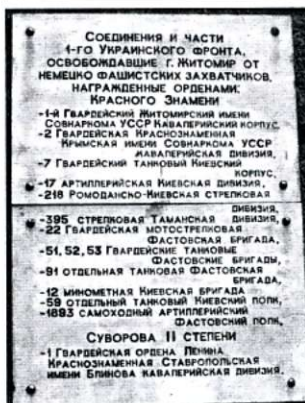 Соединения и части
1-го Украинского фронта,
освобождавшие г. Житомир от
немецко фашистских захватчиков,
награжденные орденами:
Красного Знамени
-1-й Гвардейский Житомирский имени
Совнаркома УССР Кавалерийский корпус,
-2 Гвардейская Краснознаменная
Крымская имени Совнаркома УССР
кавалерийская дивизия,
-7 Гвардейский танковый Киевский
корпус,
-17 артиллерийская Киевская дивизия,
-218 Ромоданско-Киевская стрелковая
дивизия,
-395 стрелковая Таманская дивизия,
-22 Гвардейская мотострелковая
Фастовская бригада,
-51, 52, 53 Гвардейские танковые
Фастовские бригады,
-91 отдельная танковая Фастовская
бригада,
-12 минометная Киевская бригада
-59 отдельный танковый Киевский полк,
-1893 самоходный артиллерийский
Фастовский полк,
Суворова II степени
-1 Гвардейская ордена Ленина
Краснознаменная Ставропольская
имени Блинова кавалерийская дивизия.